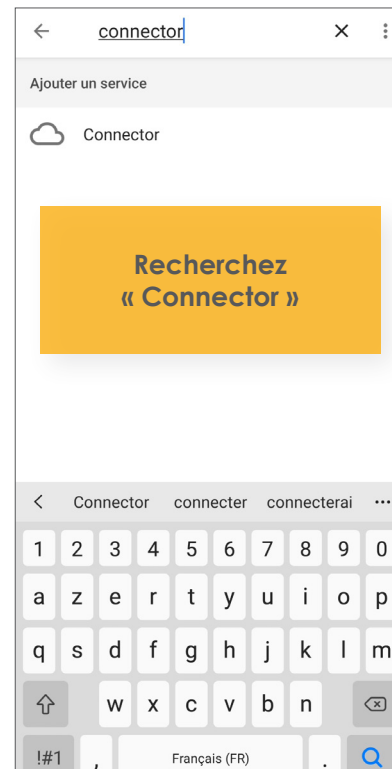 connector
Ajouter un service
Connector
Recherchez
« Connector »
Connector connecter connecterai ...
1 2 3 4 5 6 7 8 9 0
a z e r t y u i o p
q s d f g h j k l m
w x c v b n
!#1 , Français (FR) .